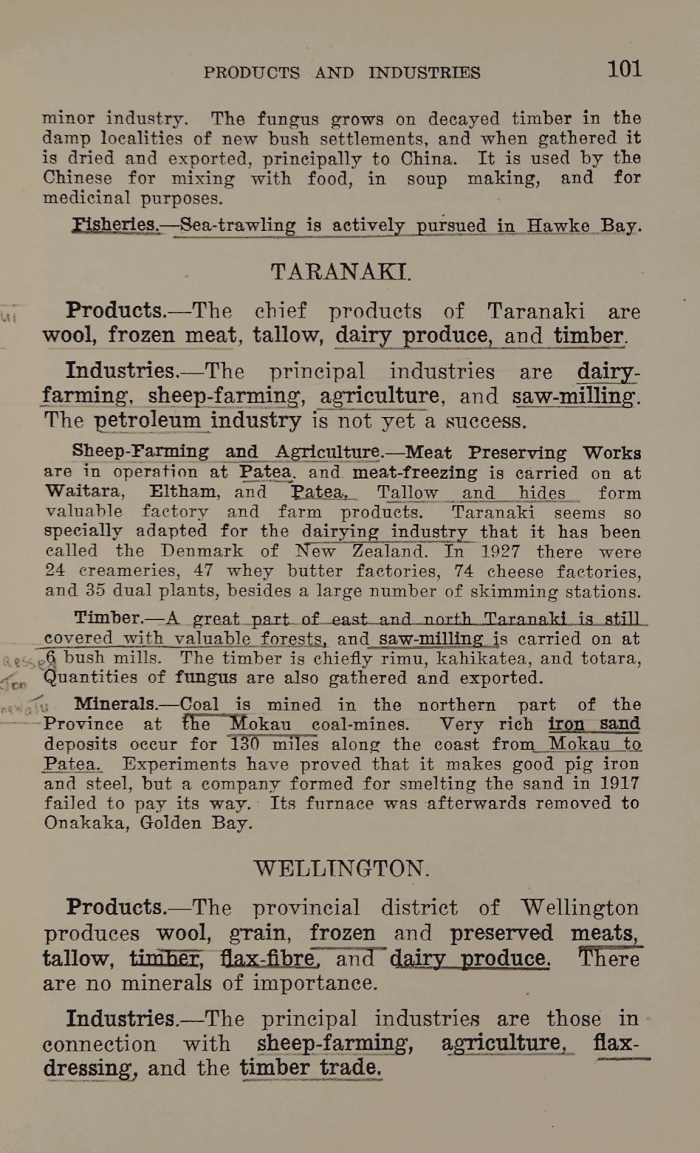 PRODUCTS AND INDUSTRIES 101
minor industry. The fungus grows on decayed timber in the
damp localities of new bush settlements, and when gathered it
is dried and exported, principally to China. It is used by the
Chinese for mixing with food, in soup making, and for
medicinal purposes.
Fisheries.—Sea-trawling is actively pursued in Hawke Bay.
TARANAKI.
Products.—The chief products of Taranaki are
wool, frozen meat, tallow, dairy produce, and timber.
Industries.—The principal industries are dairy-
farming, sheep-farming, agriculture, and saw-milling.
The petroleum industry is not yet a success.
Sheep-Farming and Agriculture.—Meat Preserving Works
are in operation at Patea, and meat-freezing is carried on at
Waitara, Eltham, and Patea. Tallow and hides form
valuable factory and farm products. Taranaki seems so
specially adapted for the dairying industry that it has been
called the Denmark of New Zealand. In 1927 there were
24 creameries, 47 whey butter factories, 74 cheese factories,
and 35 dual plants, besides a large number of skimming stations.
Timber.—A great part of east and north Taranaki is still
covered with valuable forests, and saw-milling is carried on at
6 bush mills. The timber is chiefly rimu, kahikatea, and totara,
Quantities of fungus are also gathered and exported.
Minerals.—Coal is mined in the northern part of the
Province at the Mokau coal-mines. Very rich iron sand
deposits occur for 130 miles along the coast from Mokau to
Patea. Experiments have proved that it makes good pig iron
and steel, but a company formed for smelting the sand in 1917
failed to pay its way. Its furnace was afterwards removed to
Onakaka, Golden Bay.
WELLINGTON.
Products.—The provincial district of Wellington
produces wool, grain, frozen and preserved meats,
tallow, timber, flax-fibre, and dairy produce. There
are no minerals of importance.
Industries.—The principal industries are those in
connection with sheep-farming, agriculture, flax-
dressing, and the timber trade.